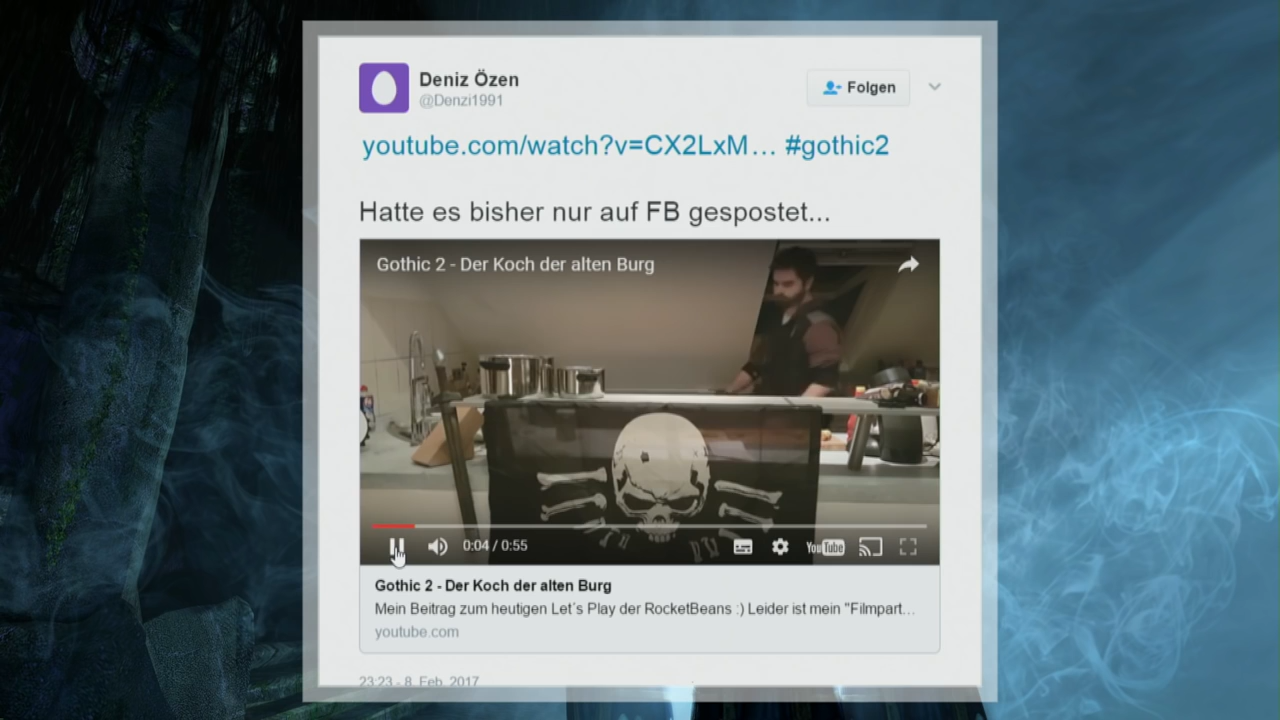 Deniz Özen
@Denzi1991
Folgen
youtube.com/watch?v=CX2LxM… #gothic2
Hatte es bisher nur auf FB gespostet...
Gothic 2 - Der Koch der alten Burg
0:04 / 0:55
YouTube
Gothic 2 - Der Koch der alten Burg
Mein Beitrag zum heutigen Let´s Play der RocketBeans :) Leider ist mein "Filmpart…
youtube.com
23:23 - 8. Feb. 2017